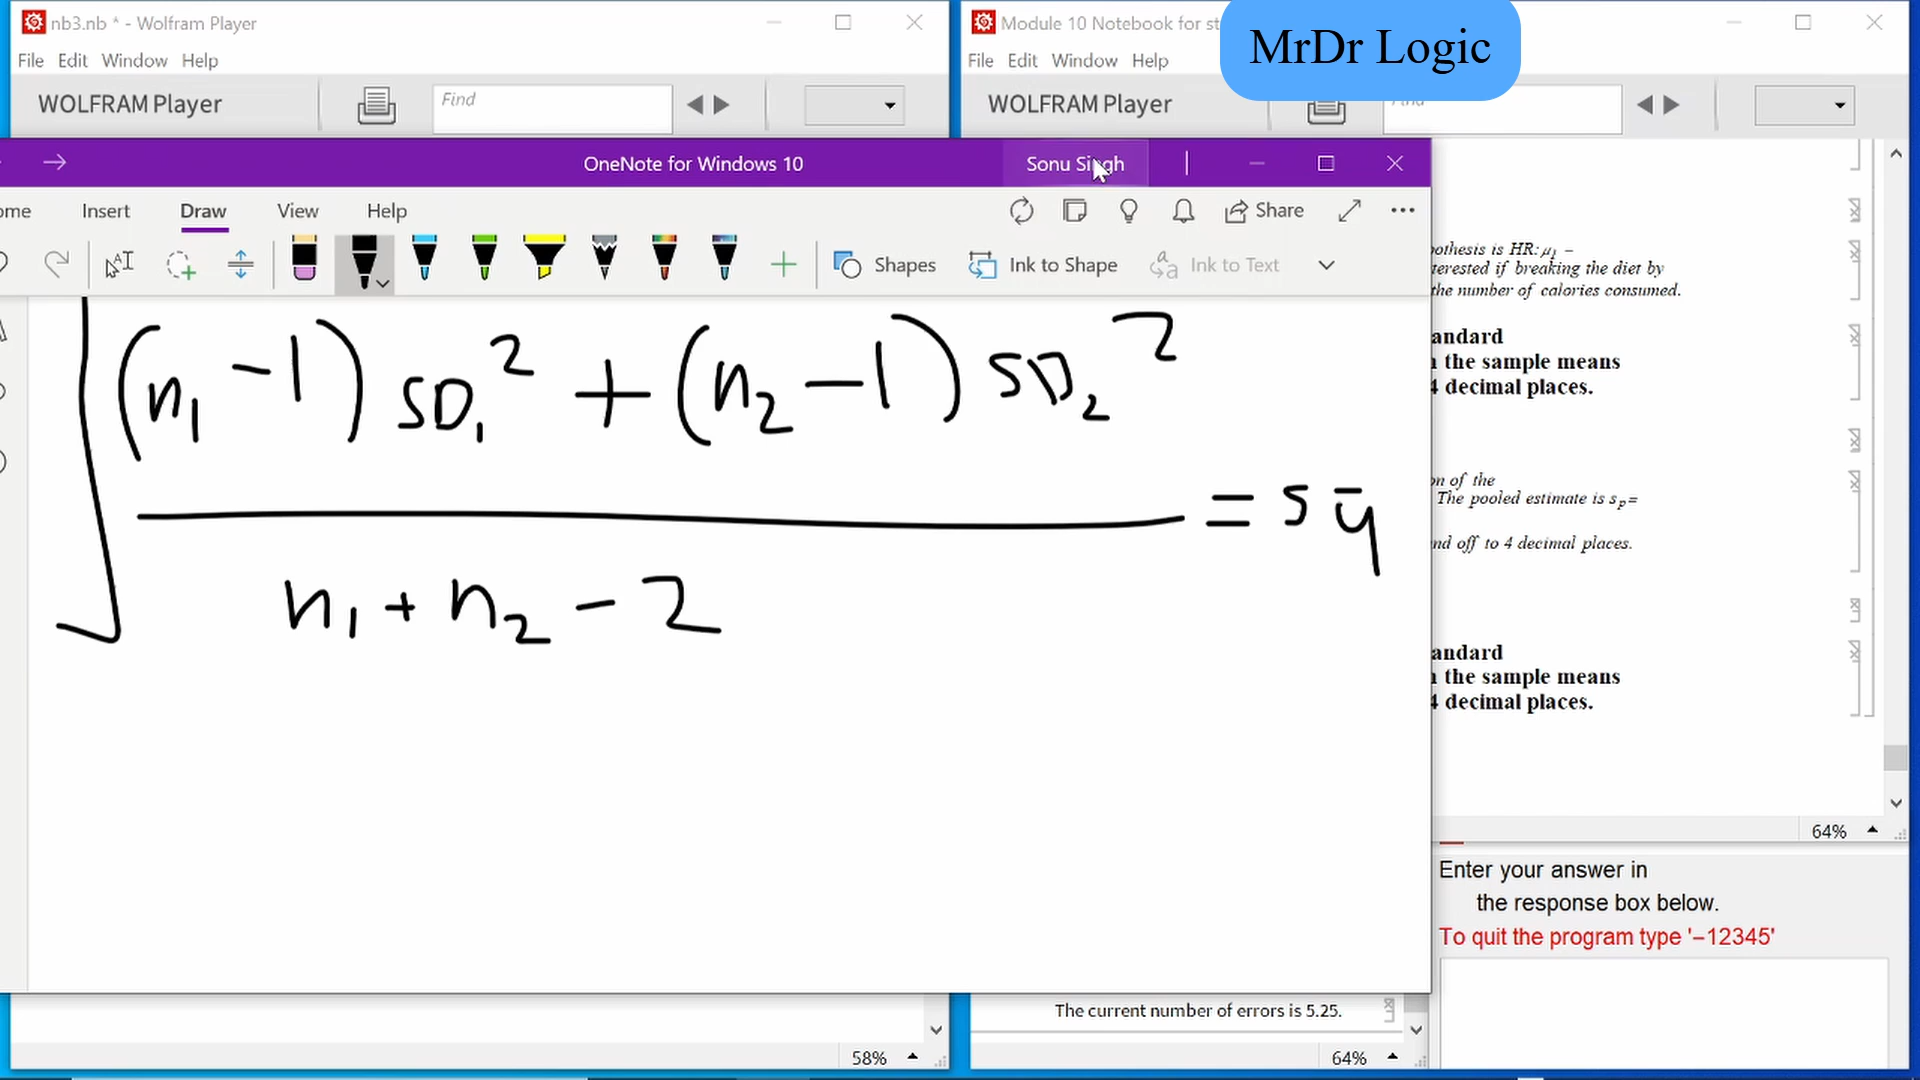 nb3.nb * - Wolfram Player
Module 10 Notebook for st
MrDr Logic
File Edit Window Help
File Edit Window Help
WOLFRAM Player
Find
WOLFRAM Player
Find
OneNote for Windows 10
Sonu Singh
ome Insert Draw View Help
Share
Shapes
Ink to Shape
Ink to Text
(n₁ - 1) SD₁² + (n₂ - 1) SD₂²
= s ȳ
n₁ + n₂ - 2
pothesis is HR: μ₁ –
terested if breaking the diet by
the number of calories consumed.
andard
n the sample means
4 decimal places.
on of the
The pooled estimate is sₚ=
nd off to 4 decimal places.
andard
n the sample means
4 decimal places.
64%
Enter your answer in
the response box below.
To quit the program type '–12345'
The current number of errors is 5.25.
58%
64%